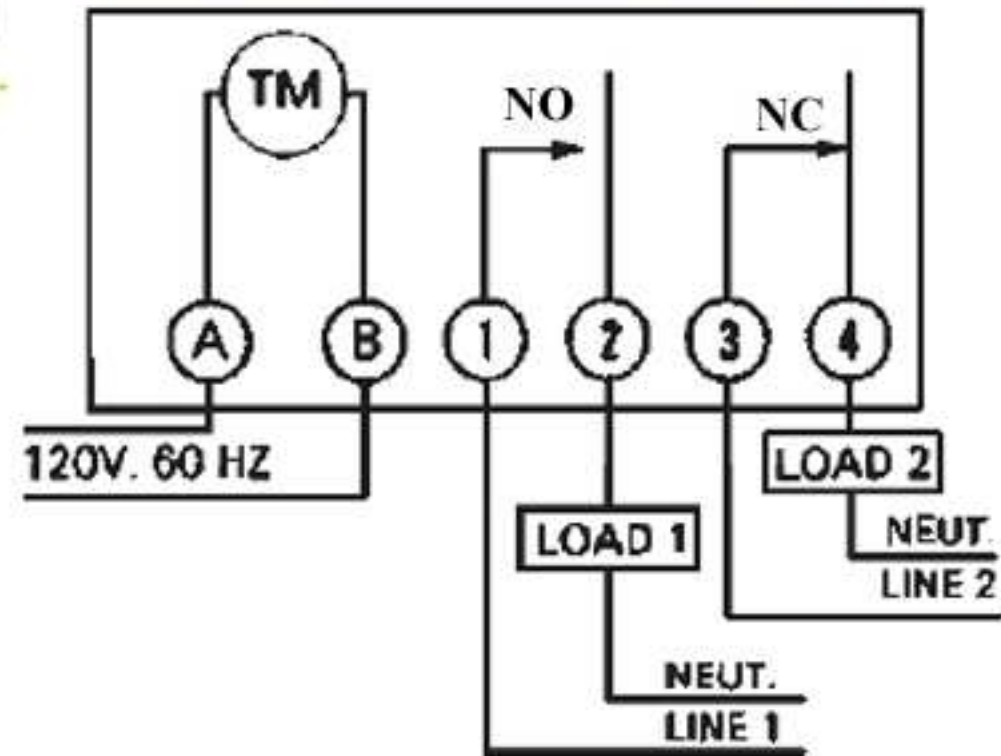 TM
NO
NC
A
B
1
2
3
4
120V. 60 HZ
LOAD 2
LOAD 1
NEUT.
LINE 2
NEUT.
LINE 1